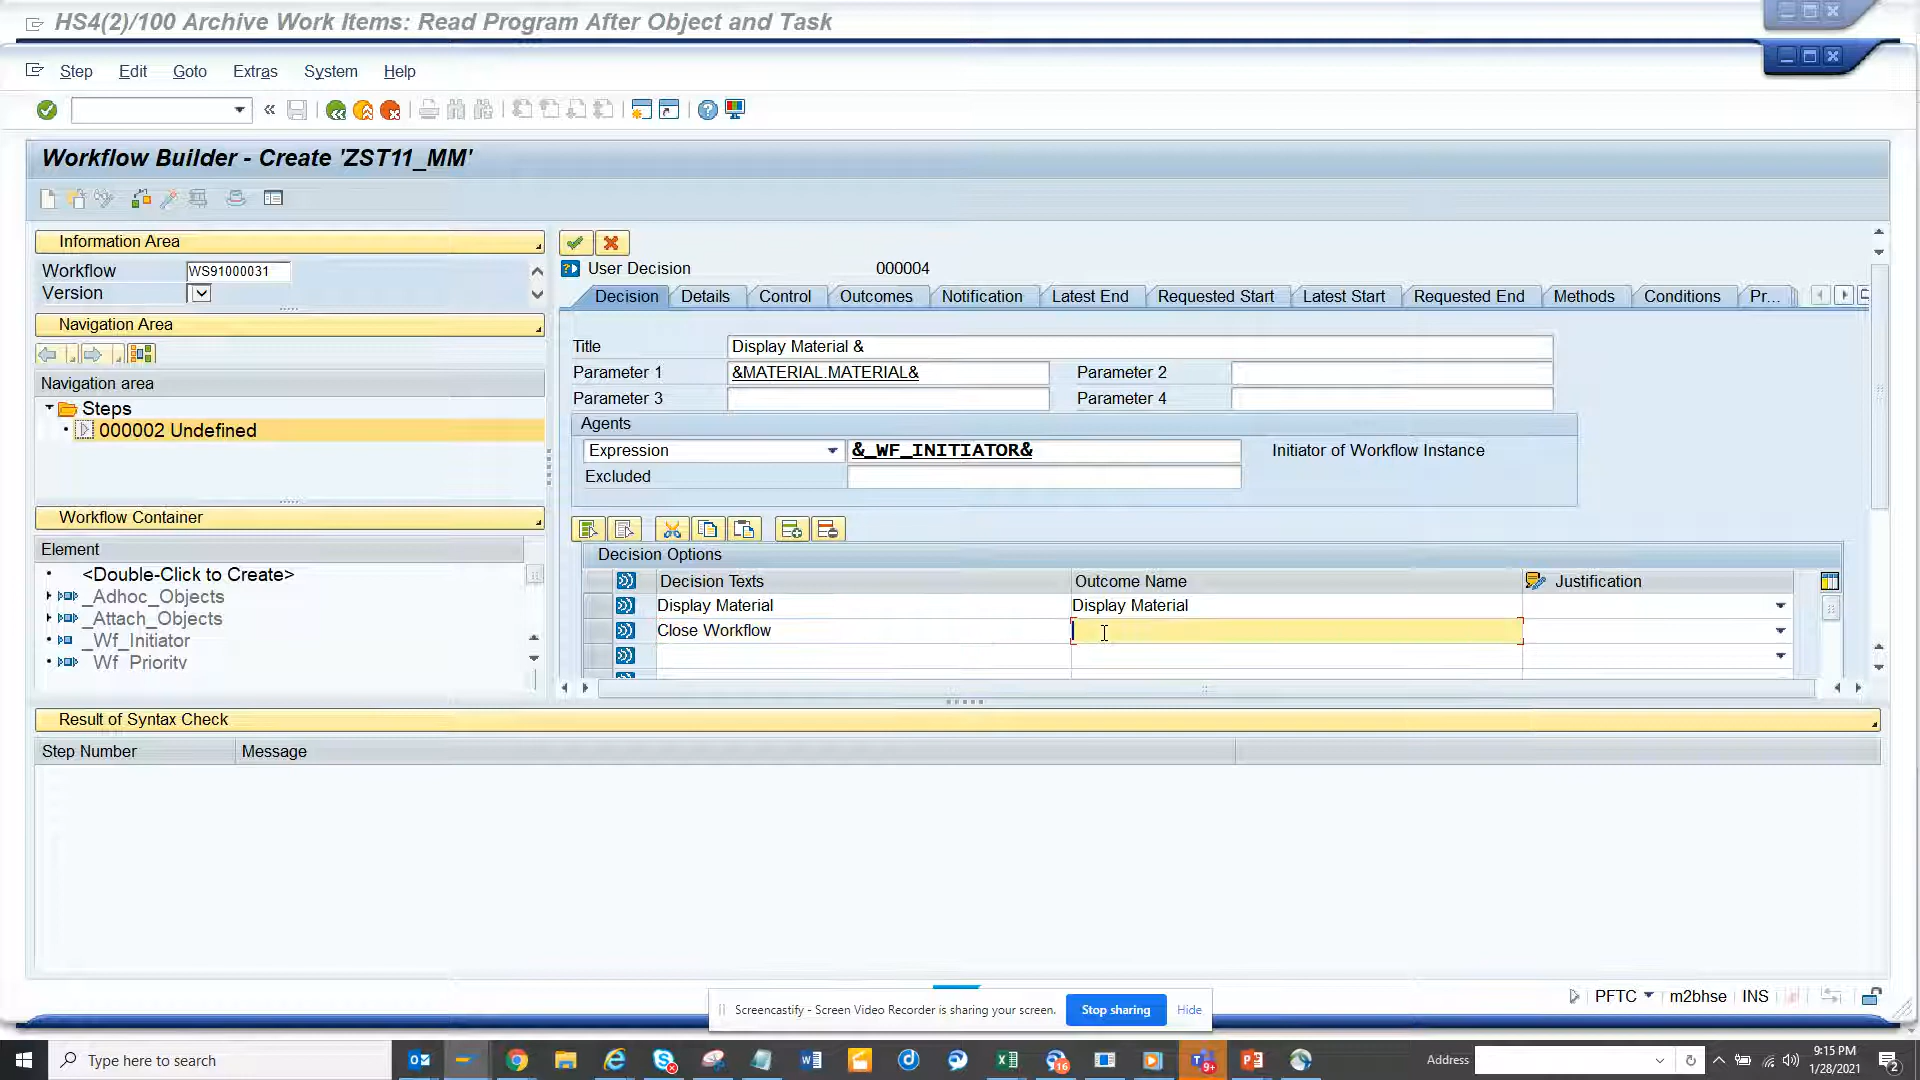 HS4(2)/100 Archive Work Items: Read Program After Object and Task
Step Edit Goto Extras System Help
Workflow Builder - Create 'ZST11_MM'
Information Area
Workflow WS91000031
Version
Navigation Area
Navigation area
Steps
000002 Undefined
Workflow Container
Element
<Double-Click to Create>
_Adhoc_Objects
_Attach_Objects
_Wf_Initiator
_Wf_Priority
User Decision 000004
Decision Details Control Outcomes Notification Latest End Requested Start Latest Start Requested End Methods Conditions Pr...
Title Display Material &
Parameter 1 &MATERIAL.MATERIAL& Parameter 2
Parameter 3 Parameter 4
Agents
Expression &_WF_INITIATOR& Initiator of Workflow Instance
Excluded
Decision Options
Decision Texts Outcome Name Justification
Display Material Display Material
Close Workflow
Result of Syntax Check
Step Number Message
Screencastify - Screen Video Recorder is sharing your screen. Stop sharing Hide
PFTC m2bhse INS
Type here to search
16
9+
Address
9:15 PM
1/28/2021
2